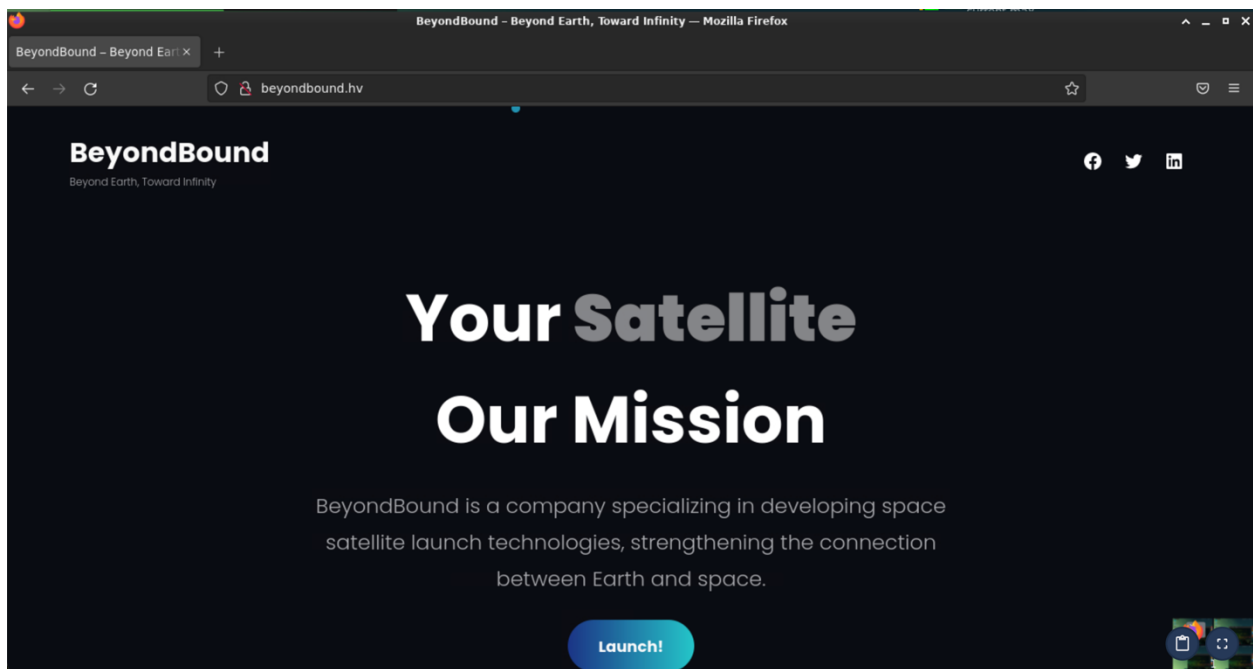 BeyondBound – Beyond Earth, Toward Infinity — Mozilla Firefox
BeyondBound – Beyond Eart
beyondbound.hv
BeyondBound
Beyond Earth, Toward Infinity
Your Satellite
Our Mission
BeyondBound is a company specializing in developing space
satellite launch technologies, strengthening the connection
between Earth and space.
Launch!